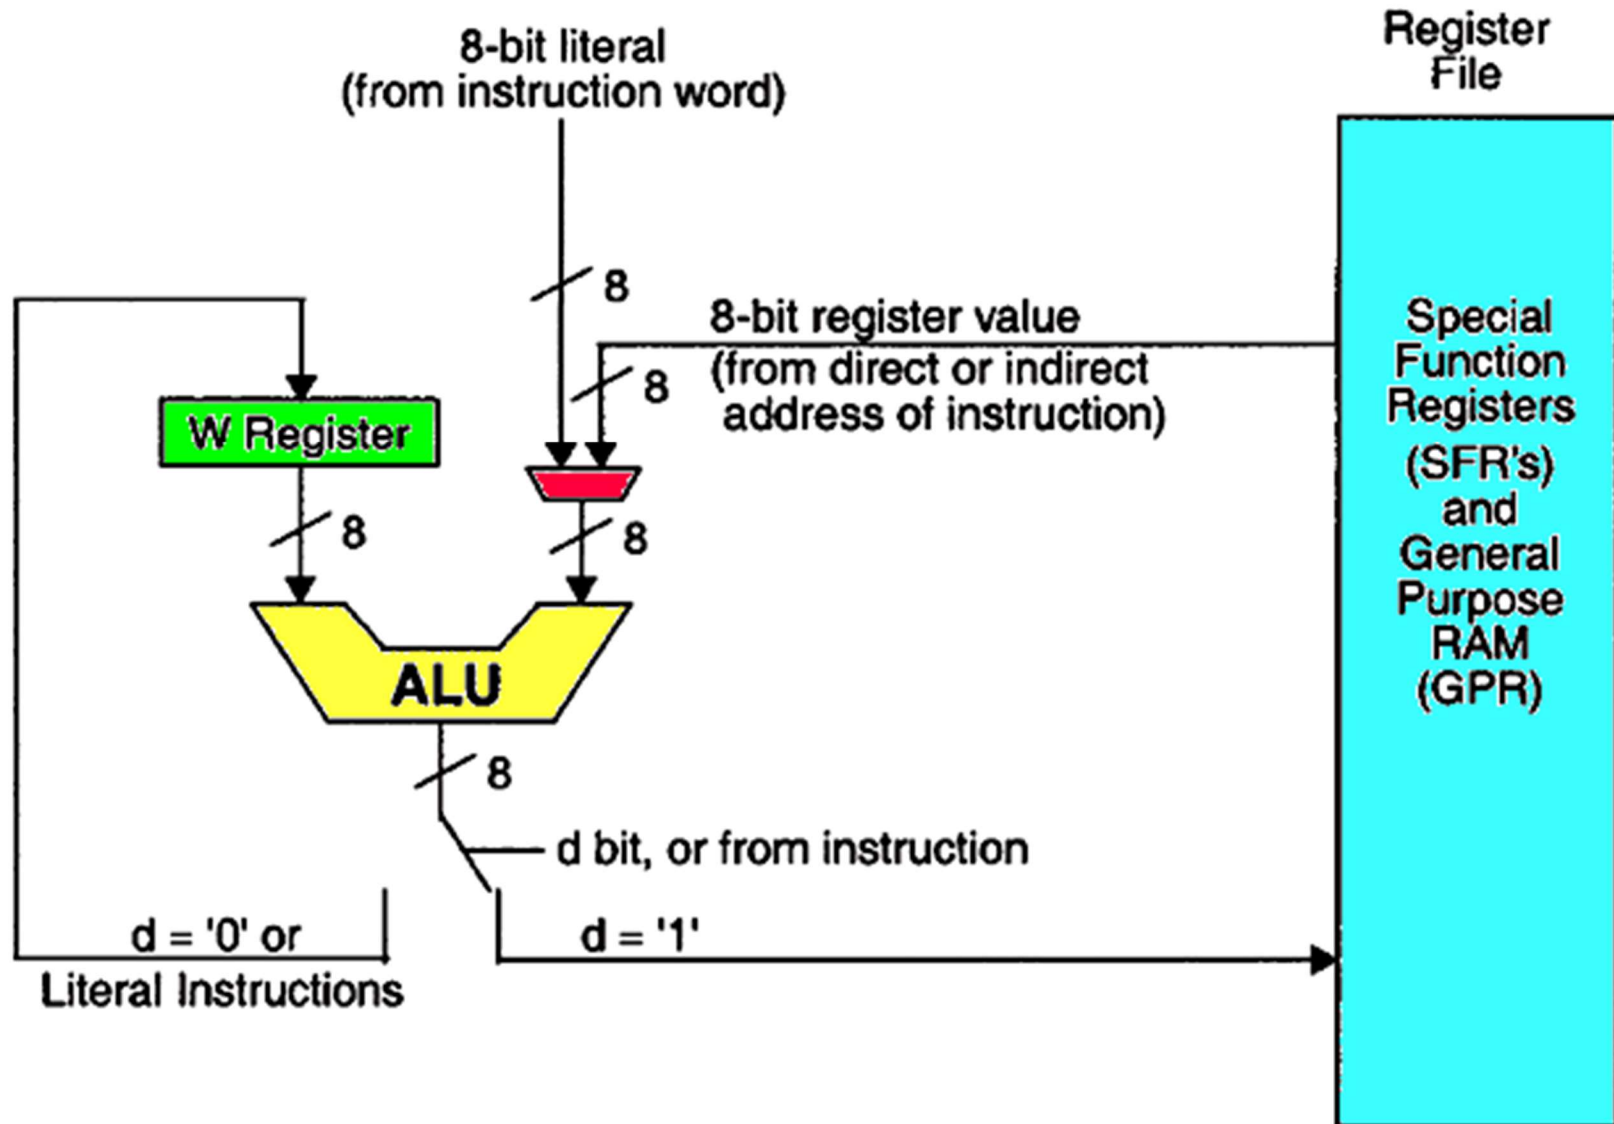 8-bit literal
(from instruction word)
Register
File
8
8-bit register value
8
(from direct or indirect
address of instruction)
W Register
8
8
ALU
8
d bit, or from instruction
d = '0' or
Literal Instructions
d = '1'
Special
Function
Registers
(SFR's)
and
General
Purpose
RAM
(GPR)